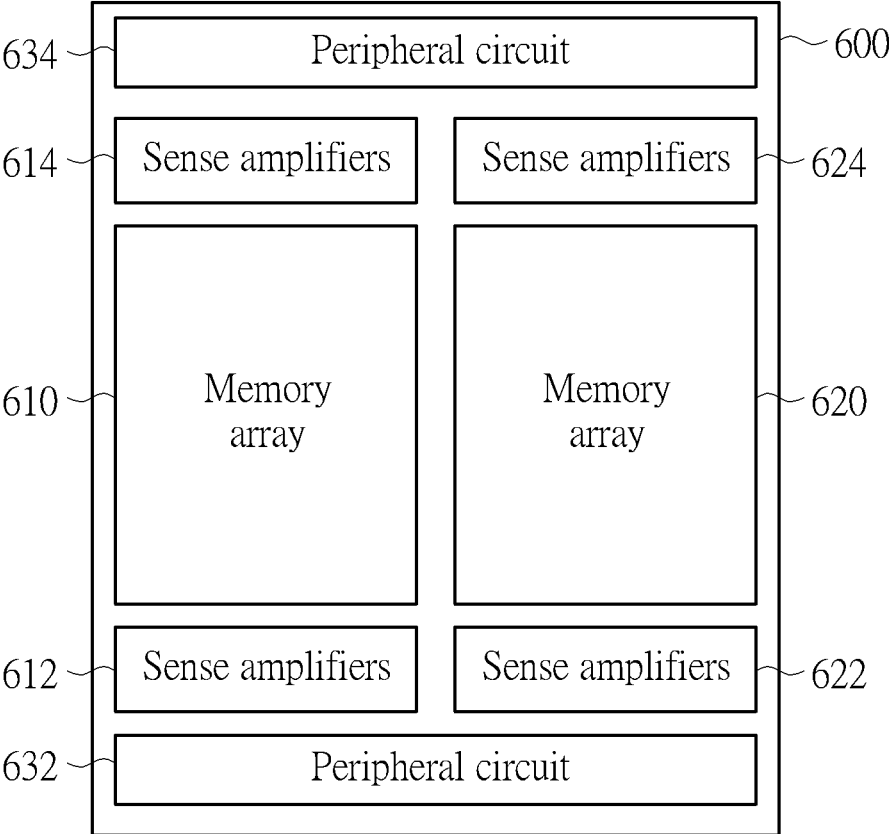 634 Peripheral circuit 600
614 Sense amplifiers Sense amplifiers 624
Memory Memory
610 array array 620
612 Sense amplifiers Sense amplifiers 622
632 Peripheral circuit